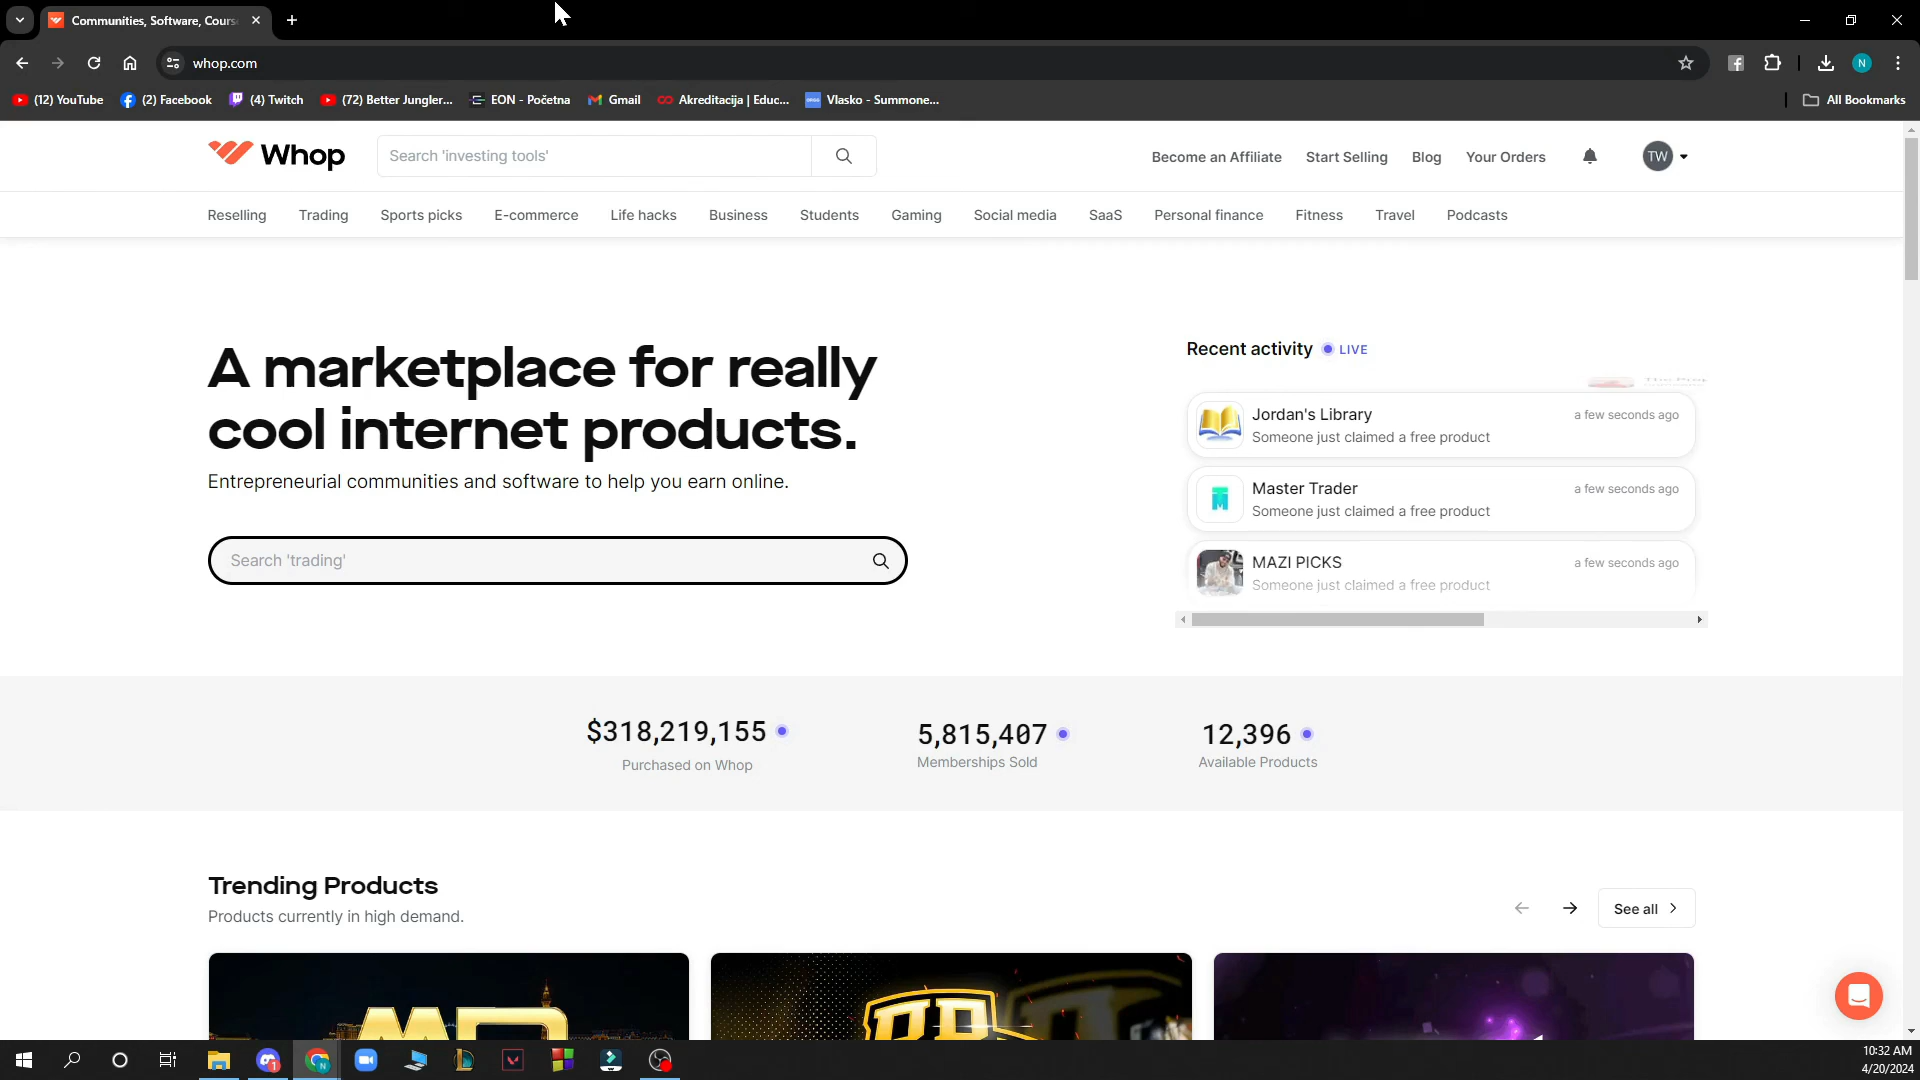 Communities, Software, Cours
whop.com
(12) YouTube
(2) Facebook
(4) Twitch
(72) Better Jungler...
EON - Početna
Gmail
Akreditacija | Educ...
Vlasko - Summone...
All Bookmarks
N
Whop
Search 'investing tools'
Become an Affiliate
Start Selling
Blog
Your Orders
TW
Reselling
Trading
Sports picks
E-commerce
Life hacks
Business
Students
Gaming
Social media
SaaS
Personal finance
Fitness
Travel
Podcasts
A marketplace for really
cool internet products.
Entrepreneurial communities and software to help you earn online.
Search 'trading'
Recent activity
LIVE
Jordan's Library
a few seconds ago
Someone just claimed a free product
Master Trader
a few seconds ago
Someone just claimed a free product
MAZI PICKS
a few seconds ago
Someone just claimed a free product
$318,219,155
Purchased on Whop
5,815,407
Memberships Sold
12,396
Available Products
Trending Products
Products currently in high demand.
See all
10:32 AM
4/20/2024